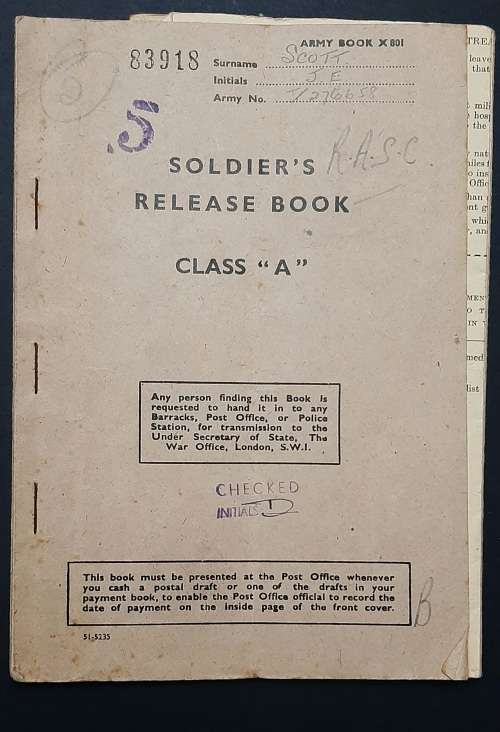 ARMY BOOK X 801
83918
Surname SCOTT
Initials J E
Army No. T/276658
5
R.A.S.C.
SOLDIER'S
RELEASE BOOK
CLASS "A"
Any person finding this Book is
requested to hand it in to any
Barracks, Post Office, or Police
Station, for transmission to the
Under Secretary of State, The
War Office, London, S.W.I.
CHECKED
INITIALS
This book must be presented at the Post Office whenever
you cash a postal draft or one of the drafts in your
payment book, to enable the Post Office official to record the
date of payment on the inside page of the front cover.
B
51-5235